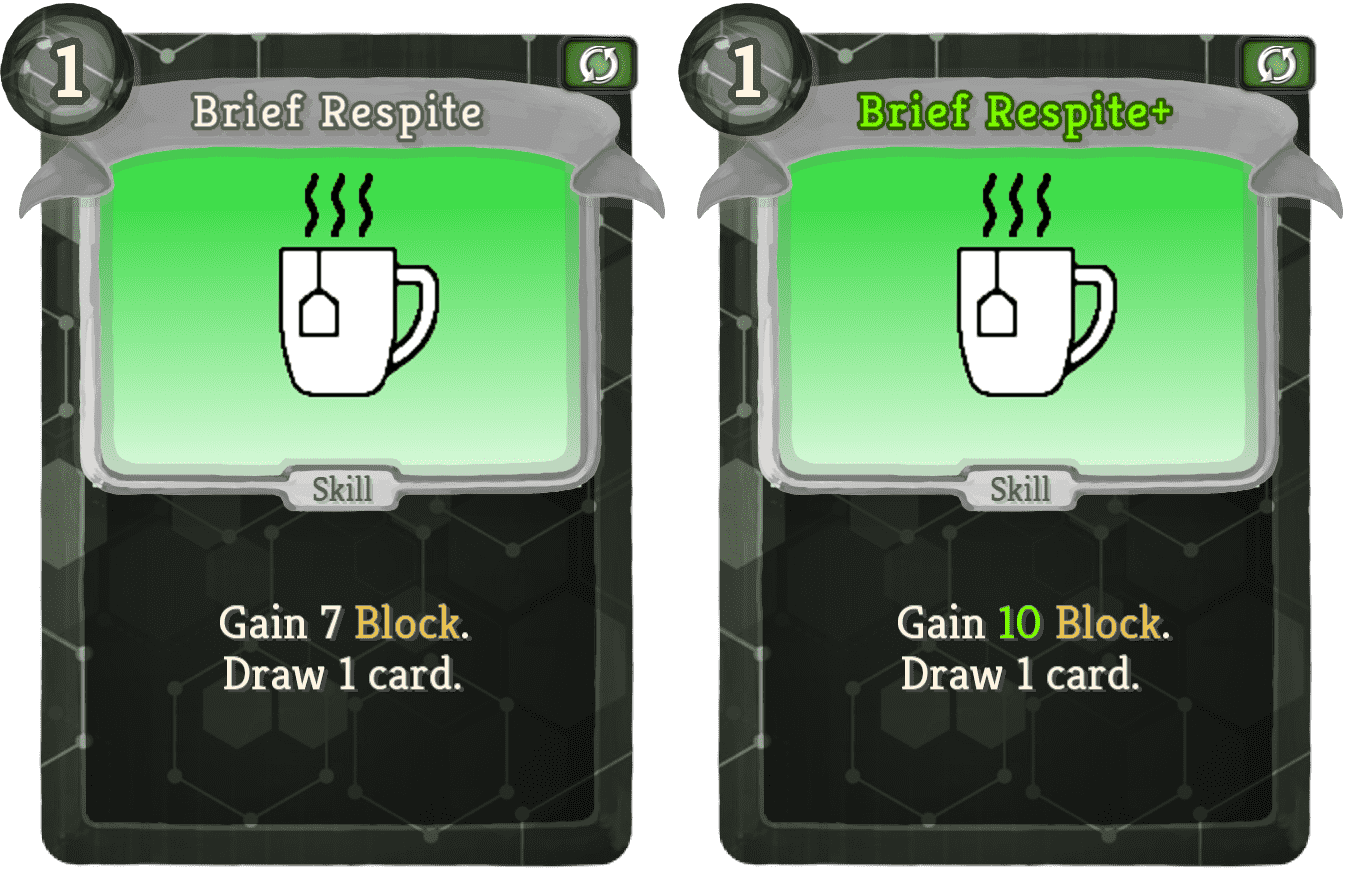 1
Brief Respite
Skill
Gain 7 Block.
Draw 1 card.
1
Brief Respite+
Skill
Gain 10 Block.
Draw 1 card.